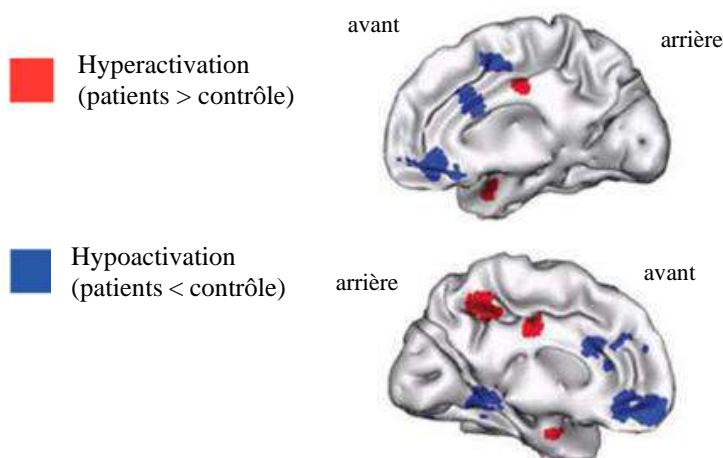 avant
arrière
Hyperactivation
(patients > contrôle)
Hypoactivation
(patients < contrôle)
arrière
avant